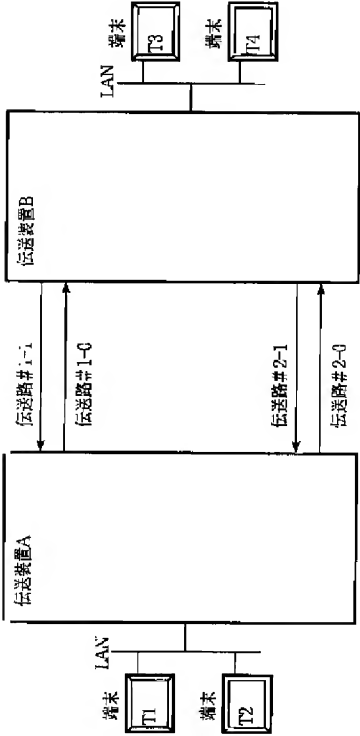 端末
T1
端末
T2
LAN
伝送装置A
伝送路#1-1
伝送路#1-0
伝送路#2-1
伝送路#2-0
伝送装置B
LAN
端末
T3
端末
T4